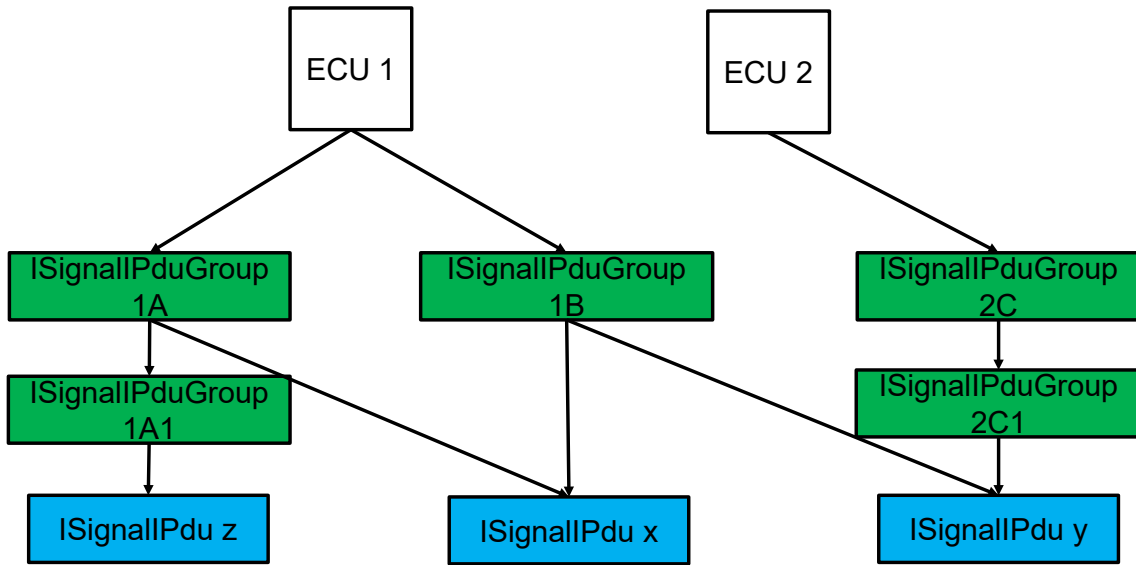 ECU 1
ECU 2
ISignalIPduGroup
1A
ISignalIPduGroup
1B
ISignalIPduGroup
2C
ISignalIPduGroup
1A1
ISignalIPduGroup
2C1
ISignalIPdu z
ISignalIPdu x
ISignalIPdu y